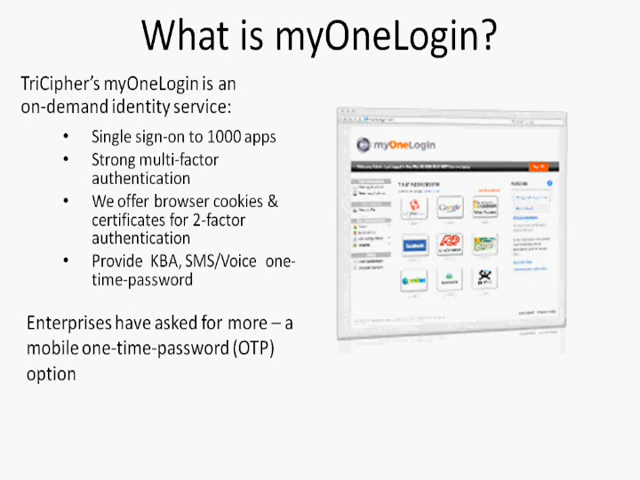 What is myOneLogin?
TriCipher's myOneLogin is an
on-demand identity service:
• Single sign-on to 1000 apps
• Strong multi-factor
authentication
• We offer browser cookies &
certificates for 2-factor
authentication
• Provide KBA, SMS/Voice one-
time-password
Enterprises have asked for more – a
mobile one-time-password (OTP)
option
myOneLogin
Google
facebook
ADP